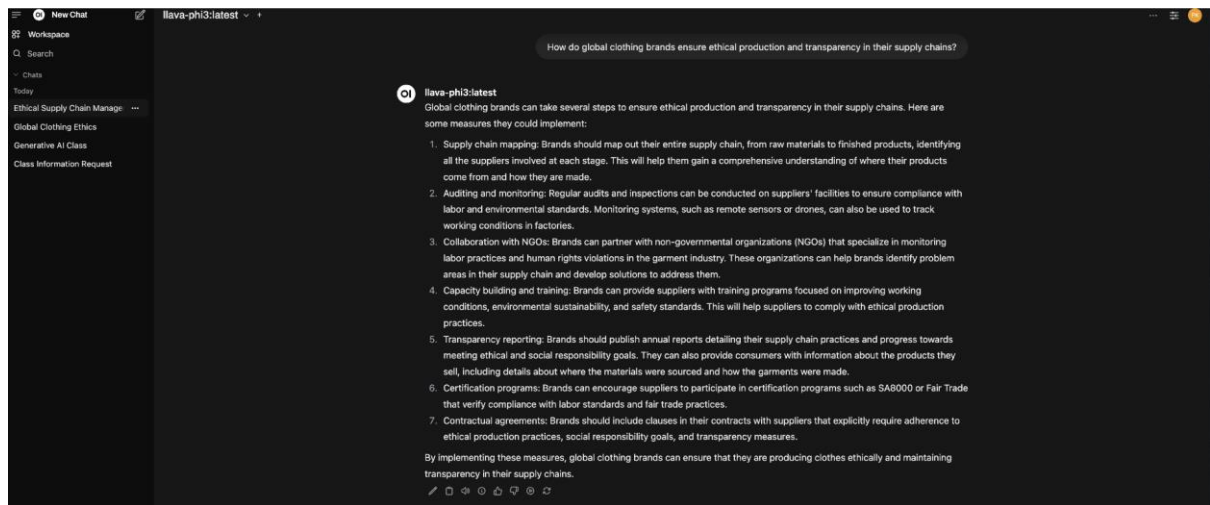 OI New Chat
Workspace
Search
Chats
Today
Ethical Supply Chain Manage
Global Clothing Ethics
Generative AI Class
Class Information Request
llava-phi3:latest
How do global clothing brands ensure ethical production and transparency in their supply chains?
OI llava-phi3:latest
Global clothing brands can take several steps to ensure ethical production and transparency in their supply chains. Here are
some measures they could implement:
1. Supply chain mapping: Brands should map out their entire supply chain, from raw materials to finished products, identifying
all the suppliers involved at each stage. This will help them gain a comprehensive understanding of where their products
come from and how they are made.
2. Auditing and monitoring: Regular audits and inspections can be conducted on suppliers' facilities to ensure compliance with
labor and environmental standards. Monitoring systems, such as remote sensors or drones, can also be used to track
working conditions in factories.
3. Collaboration with NGOs: Brands can partner with non-governmental organizations (NGOs) that specialize in monitoring
labor practices and human rights violations in the garment industry. These organizations can help brands identify problem
areas in their supply chain and develop solutions to address them.
4. Capacity building and training: Brands can provide suppliers with training programs focused on improving working
conditions, environmental sustainability, and safety standards. This will help suppliers to comply with ethical production
practices.
5. Transparency reporting: Brands should publish annual reports detailing their supply chain practices and progress towards
meeting ethical and social responsibility goals. They can also provide consumers with information about the products they
sell, including details about where the materials were sourced and how the garments were made.
6. Certification programs: Brands can encourage suppliers to participate in certification programs such as SA8000 or Fair Trade
that verify compliance with labor standards and fair trade practices.
7. Contractual agreements: Brands should include clauses in their contracts with suppliers that explicitly require adherence to
ethical production practices, social responsibility goals, and transparency measures.
By implementing these measures, global clothing brands can ensure that they are producing clothes ethically and maintaining
transparency in their supply chains.